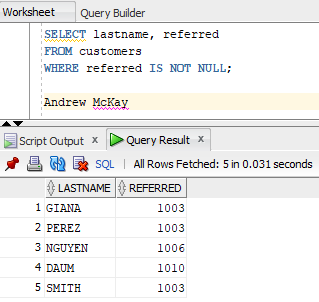 Worksheet Query Builder
SELECT lastname, referred
FROM customers
WHERE referred IS NOT NULL;
Andrew McKay
Script Output x Query Result x
SQL | All Rows Fetched: 5 in 0.031 seconds
LASTNAME REFERRED
1 GIANA 1003
2 PEREZ 1003
3 NGUYEN 1006
4 DAUM 1010
5 SMITH 1003